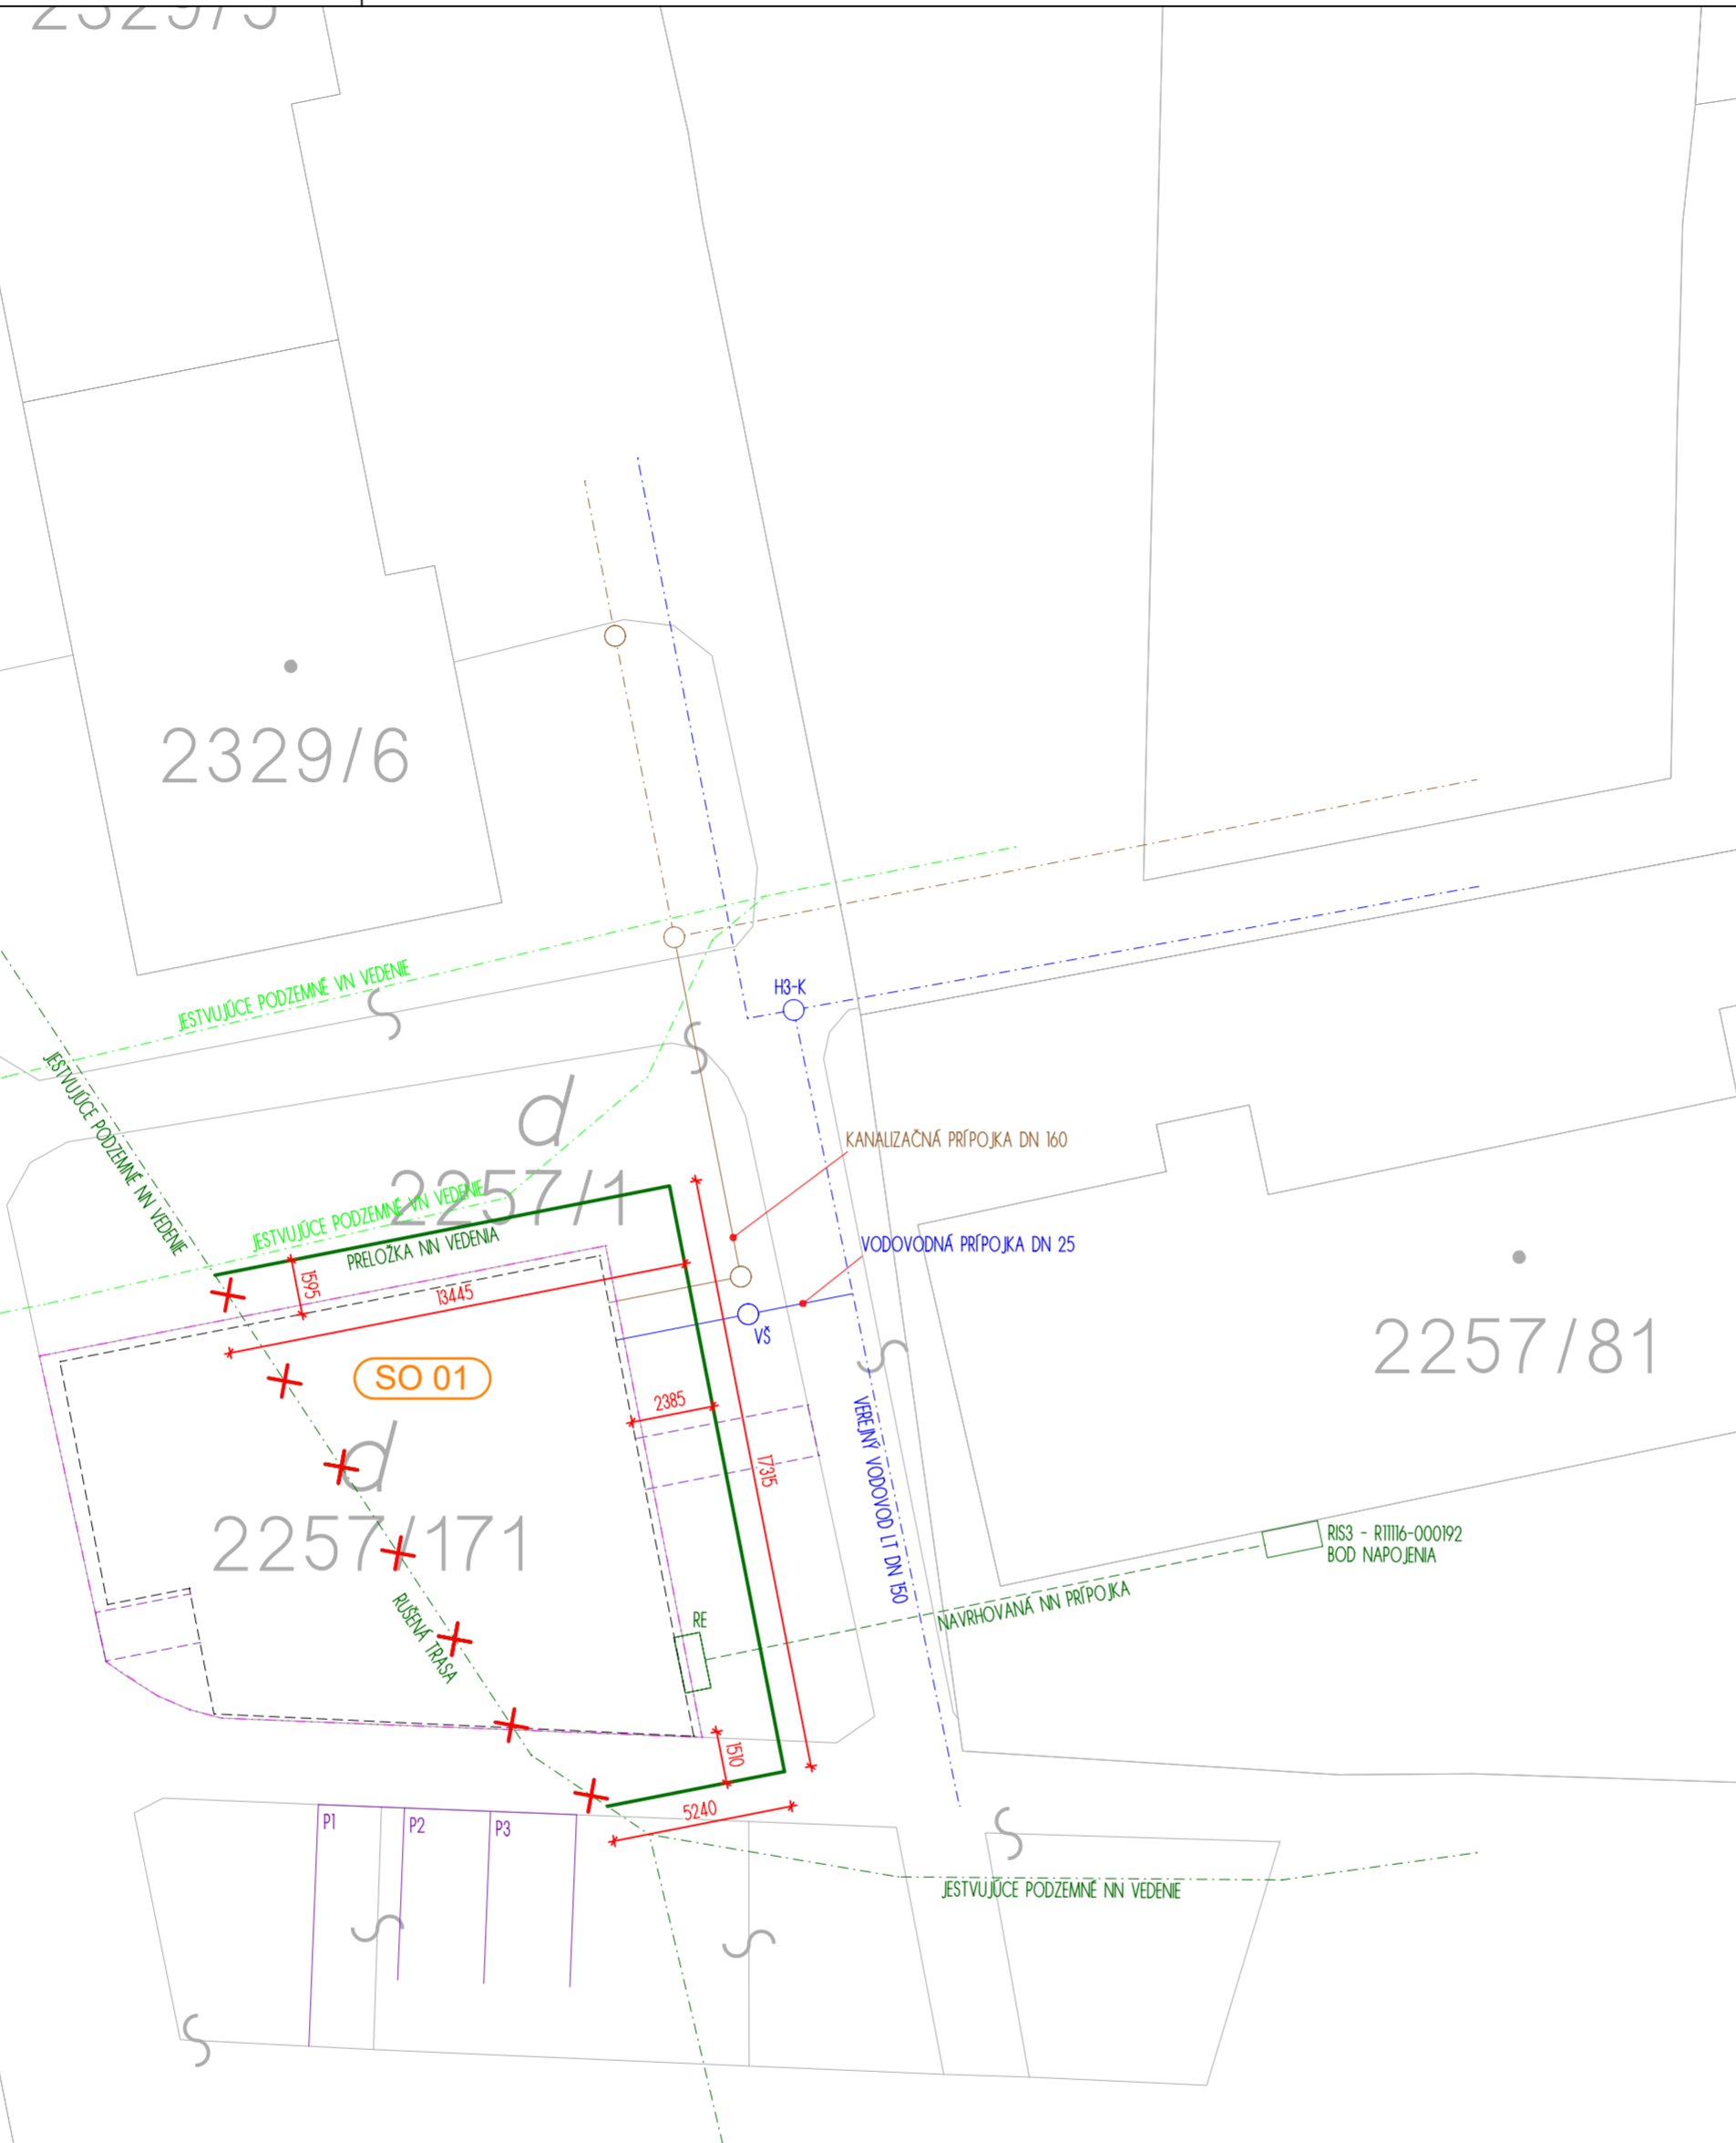 2329/6
JESTVUJÚCE PODZEMNÉ VN VEDENIE
H3-K
JESTVUJÚCE PODZEMNÉ NN VEDENIE
d
2257/1
KANALIZAČNÁ PRÍPOJKA DN 160
JESTVUJÚCE PODZEMNÉ VN VEDENIE
PRELOŽKA NN VEDENIA
VODOVODNÁ PRÍPOJKA DN 25
1595
13445
VŠ
SO 01
2257/81
2385
d
17315
VEREJNÝ VODOVOD LT DN 150
2257/171
RIS3 - R11116-000192
BOD NAPOJENIA
NAVRHOVANÁ NN PRÍPOJKA
RE
RUŠENÁ TRASA
1510
5240
P1
P2
P3
JESTVUJÚCE PODZEMNÉ NN VEDENIE